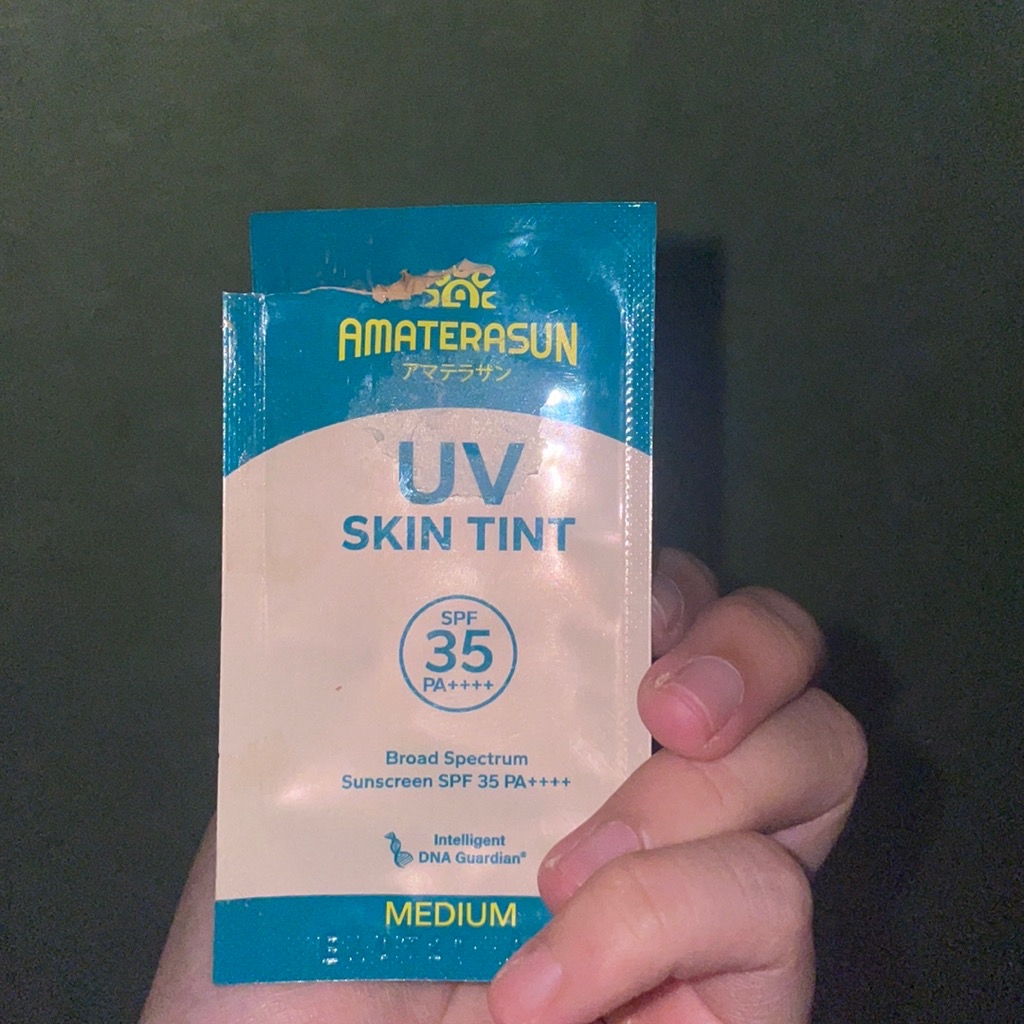 AMATERASUN
アマテラサン
UV
SKIN TINT
SPF
35
PA++++
Broad Spectrum
Sunscreen SPF 35 PA++++
Intelligent
DNA Guardian®
MEDIUM